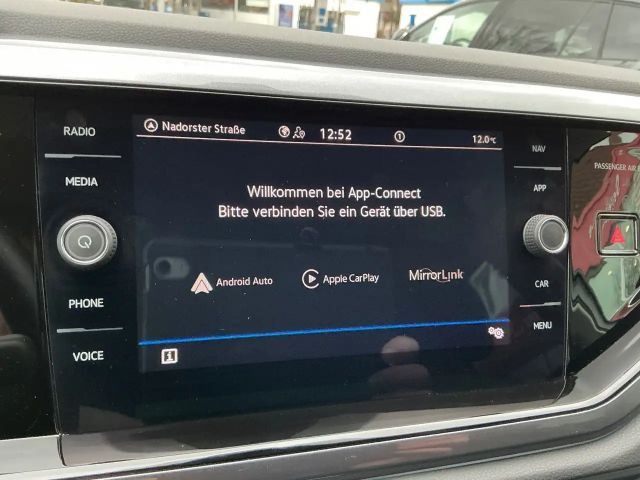 RADIO
MEDIA
PHONE
VOICE
Nadorster Straße
12:52
1
12.0°C
Willkommen bei App-Connect
Bitte verbinden Sie ein Gerät über USB.
Android Auto
Apple CarPlay
MirrorLink
NAV
APP
CAR
MENU
PASSENGER AIR